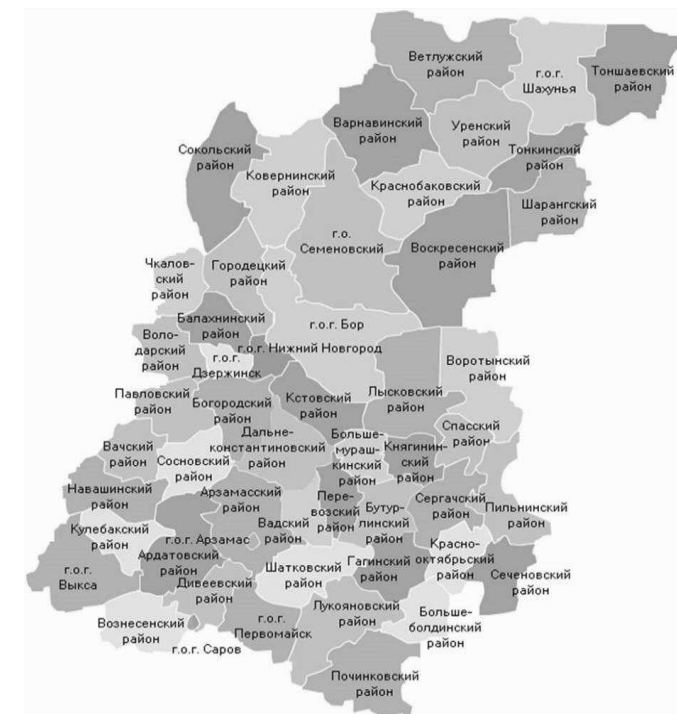 Ветлужский
район
г.о.г.
Шахунья
Тоншаевский
район
Варнавинский
район
Уренский
район
Тонкинский
район
Сокольский
район
Ковернинский
район
Краснобаковский
район
Шарангский
район
г.о.
Семеновский
Воскресенский
район
Чкалов-
ский
район
Городецкий
район
Балахнинский
район
г.о.г. Бор
Воло-
дарский
район
г.о.г.
Дзержинск
г.о.г. Нижний Новгород
Воротынский
район
Павловский
район
Богородский
район
Кстовский
район
Лысковский
район
Спасский
район
Вачский
район
Сосновский
район
Дальне-
константиновский
район
Больше-
мураш-
кинский
район
Княгинин-
ский
район
Навашинский
район
Арзамасский
район
Вадский
район
Пере-
возский
район
Бутур-
линский
район
Сергачский
район
Пильнинский
район
Кулебакский
район
г.о.г. Арзамас
Ардатовский
район
Шатковский
район
Гагинский
район
Красно-
октябрьский
район
Сеченовский
район
г.о.г.
Выкса
Дивеевский
район
Вознесенский
район
г.о.г. Саров
г.о.г.
Первомайск
Лукояновский
район
Больше-
болдинский
район
Починковский
район